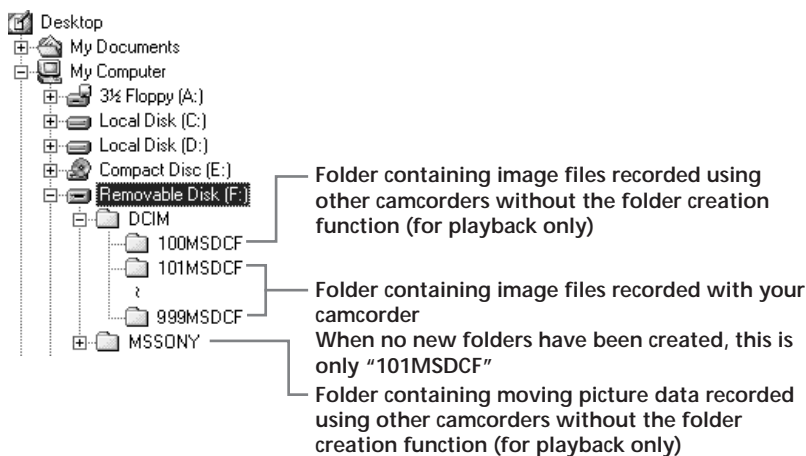 Desktop
My Documents
My Computer
3½ Floppy (A:)
Local Disk (C:)
Local Disk (D:)
Compact Disc (E:)
Removable Disk (F:)
DCIM
100MSDCF
101MSDCF
999MSDCF
MSSONY
Folder containing image files recorded using
other camcorders without the folder creation
function (for playback only)
Folder containing image files recorded with your
camcorder
When no new folders have been created, this is
only “101MSDCF”
Folder containing moving picture data recorded
using other camcorders without the folder
creation function (for playback only)